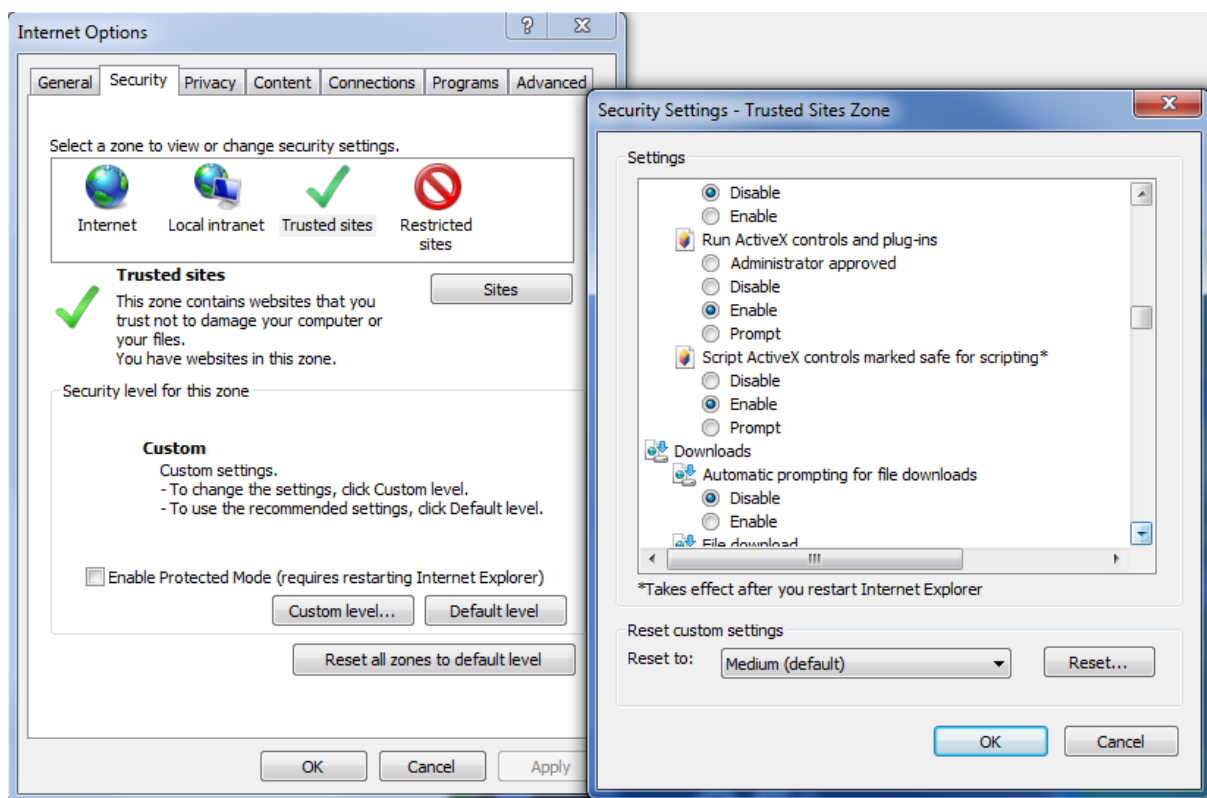 Internet Options
General Security Privacy Content Connections Programs Advanced
Select a zone to view or change security settings.
Internet
Local intranet
Trusted sites
Restricted
sites
Trusted sites
Sites
This zone contains websites that you
trust not to damage your computer or
your files.
You have websites in this zone.
Security level for this zone
Custom
Custom settings.
- To change the settings, click Custom level.
- To use the recommended settings, click Default level.
Enable Protected Mode (requires restarting Internet Explorer)
Custom level...
Default level
Reset all zones to default level
OK
Cancel
Apply
Security Settings - Trusted Sites Zone
Settings
Disable
Enable
Run ActiveX controls and plug-ins
Administrator approved
Disable
Enable
Prompt
Script ActiveX controls marked safe for scripting*
Disable
Enable
Prompt
Downloads
Automatic prompting for file downloads
Disable
Enable
File download
*Takes effect after you restart Internet Explorer
Reset custom settings
Reset to:
Medium (default)
Reset...
OK
Cancel